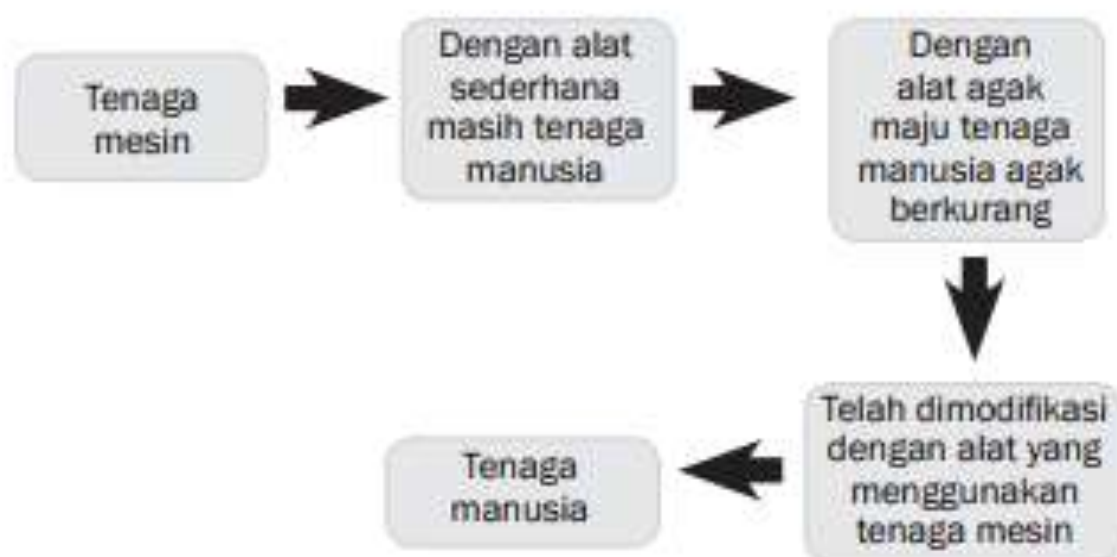 Tenaga
mesin
Dengan alat
sederhana
masih tenaga
manusia
Dengan
alat agak
maju tenaga
manusia agak
berkurang
Telah dimodifikasi
dengan alat yang
menggunakan
tenaga mesin
Tenaga
manusia